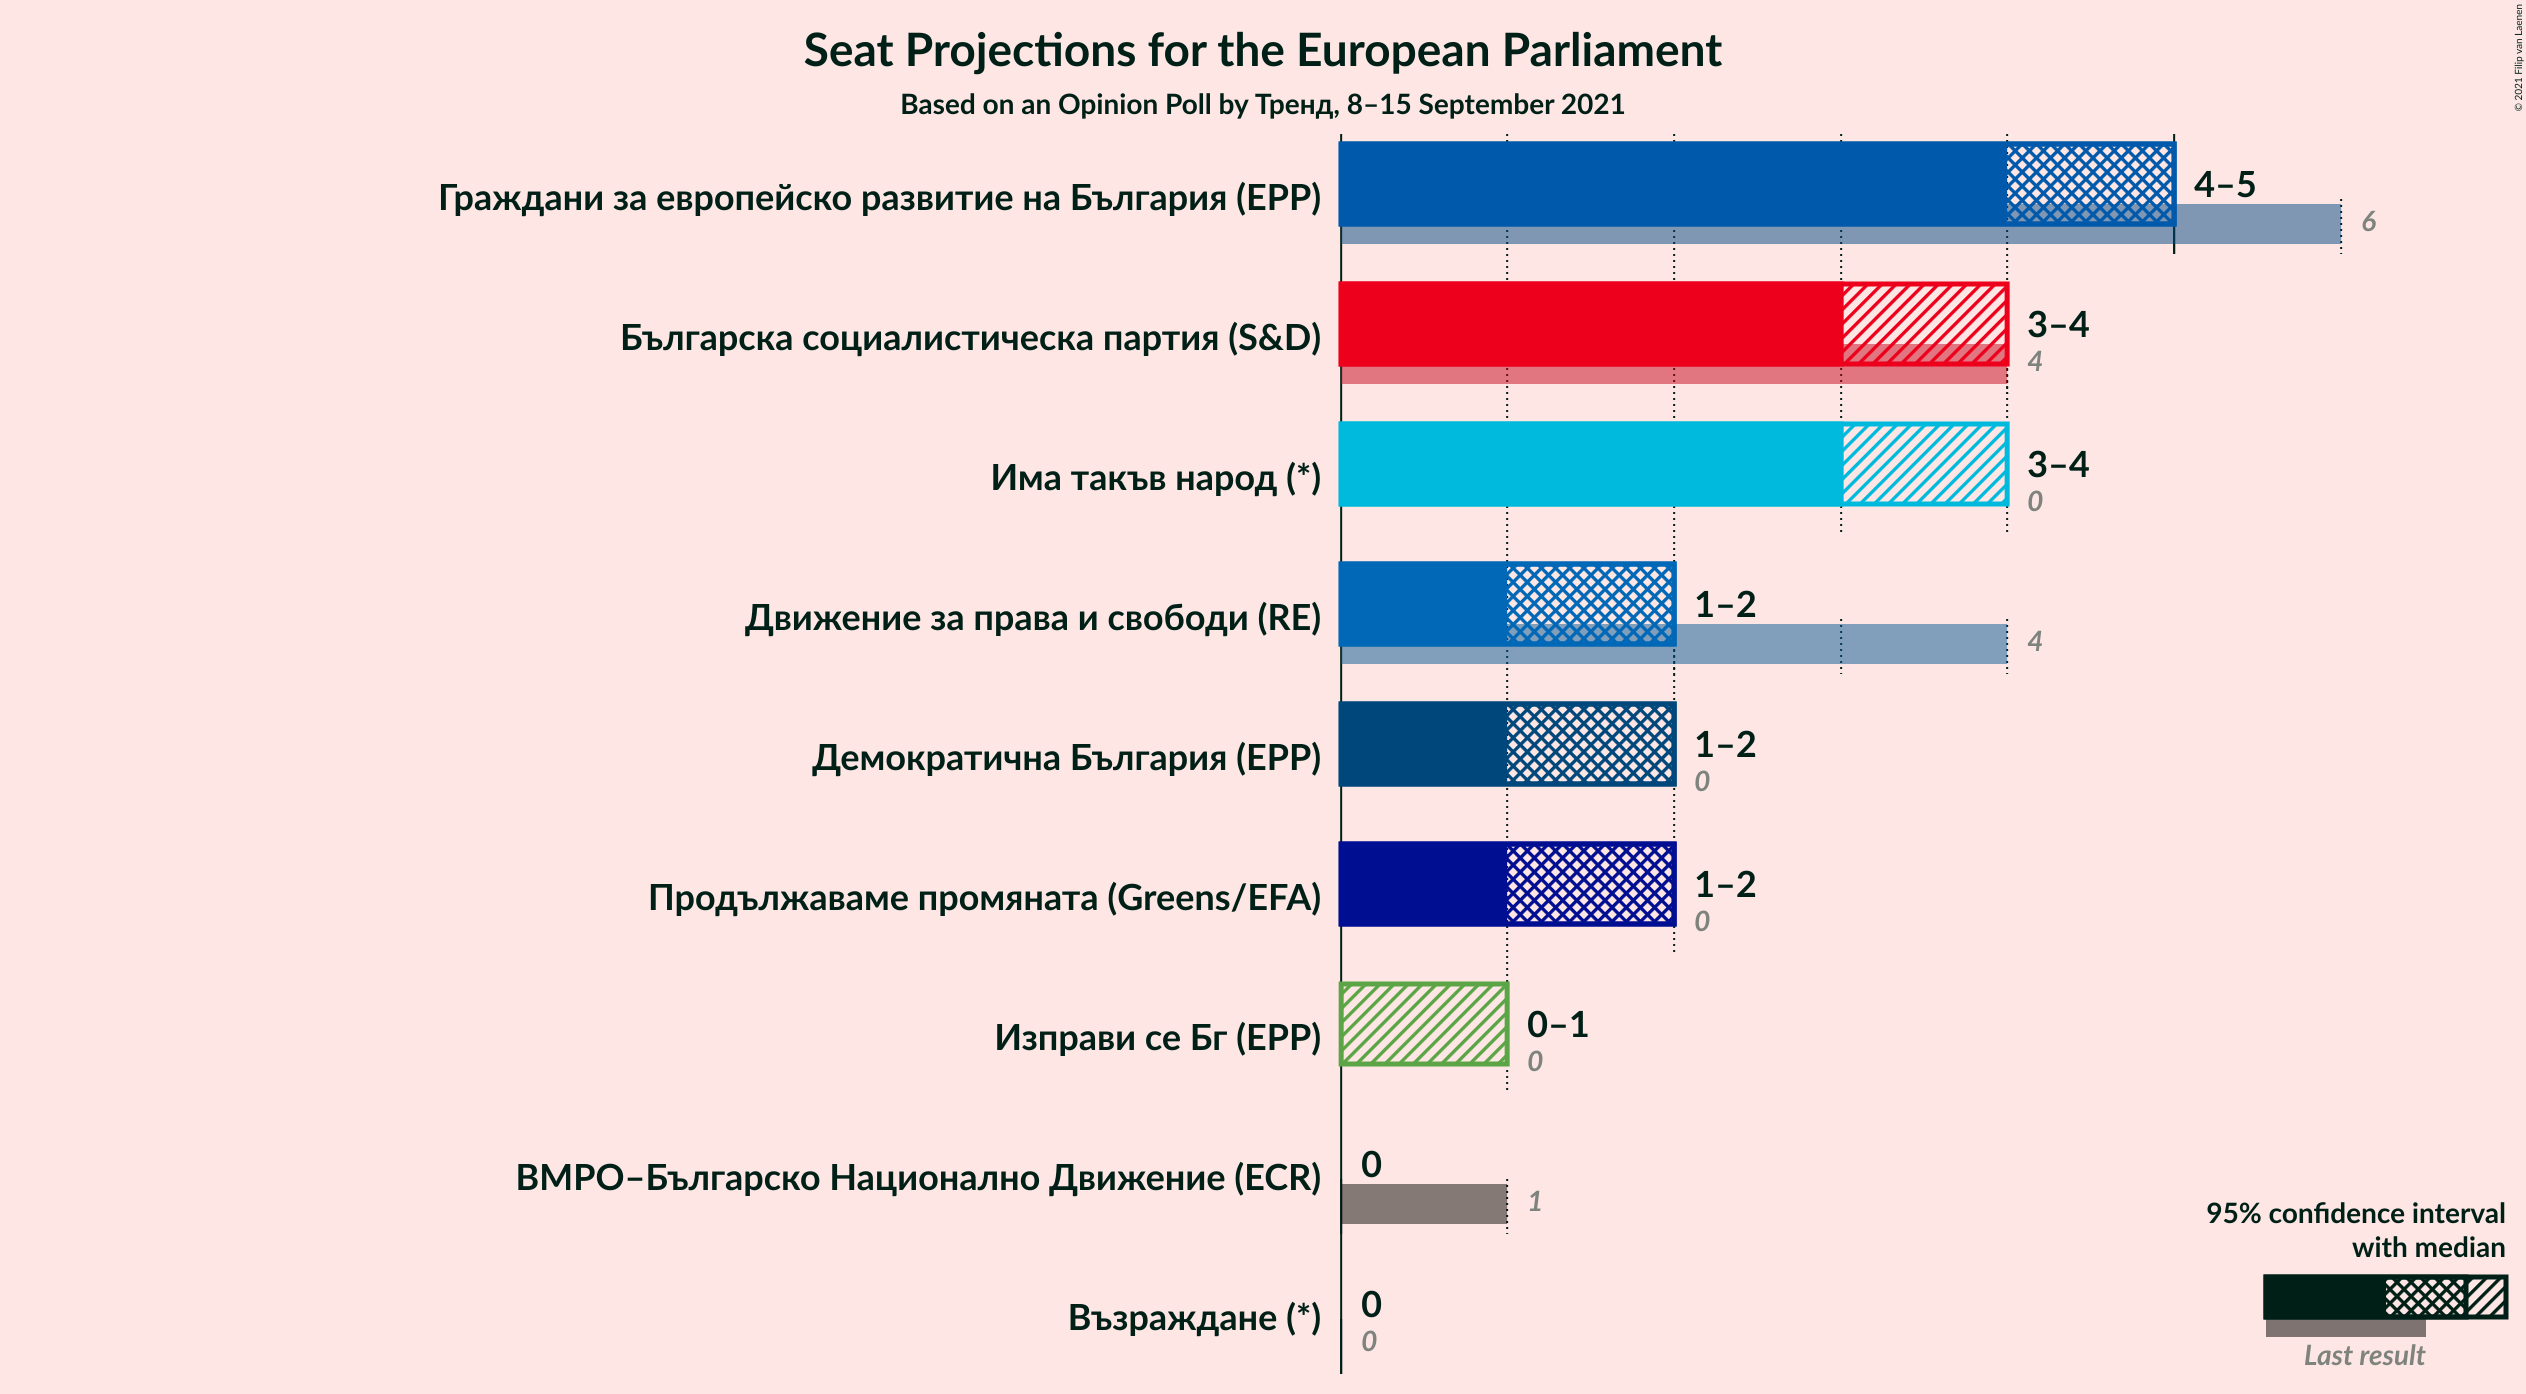 Seat Projections for the European Parliament
Based on an Opinion Poll by Тренд, 8–15 September 2021
© 2021 Filip van Laenen
Граждани за европейско развитие на България (EPP)
4–5
6
Българска социалистическа партия (S&D)
3–4
4
Има такъв народ (*)
3–4
0
Движение за права и свободи (RE)
1–2
4
Демократична България (EPP)
1–2
0
Продължаваме промяната (Greens/EFA)
1–2
0
Изправи се Бг (EPP)
0–1
0
ВМРО–Българско Национално Движение (ECR)
0
1
Възраждане (*)
0
0
95% confidence interval
with median
Last result